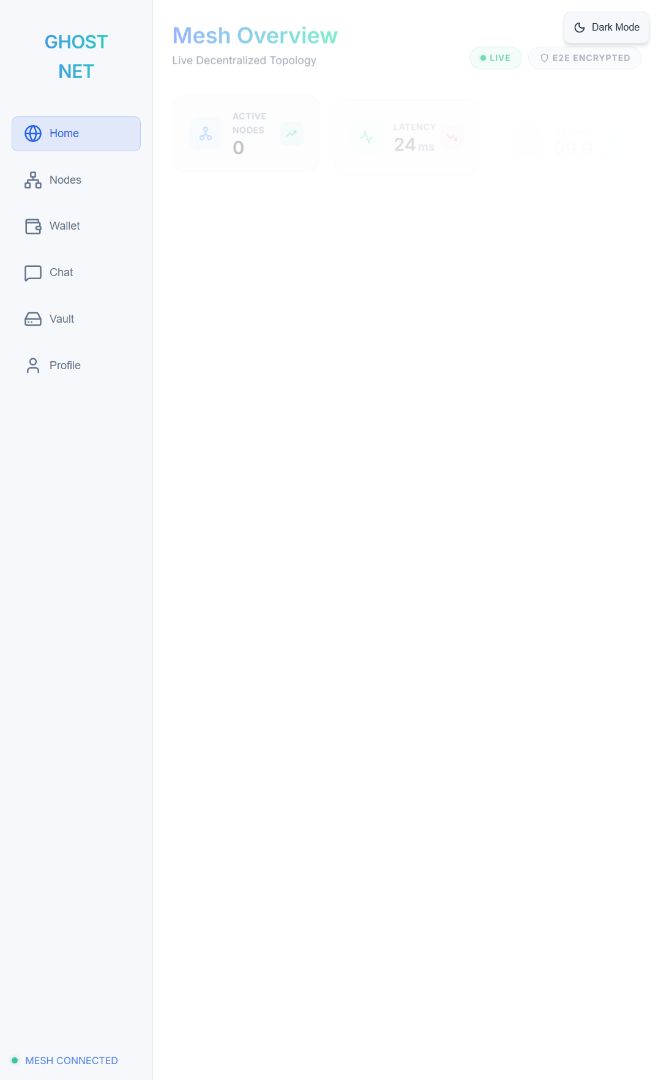 GHOST
NET
Home
Nodes
Wallet
Chat
Vault
Profile
MESH CONNECTED
Mesh Overview
Live Decentralized Topology
Dark Mode
LIVE
E2E ENCRYPTED
ACTIVE
NODES
0
LATENCY
24 ms